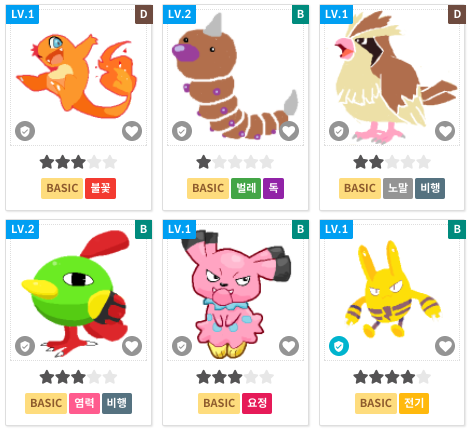 LV.1 D
BASIC 불꽃
LV.2 B
BASIC 벌레 독
LV.1 D
BASIC 노말 비행
LV.2 B
BASIC 염력 비행
LV.1 B
BASIC 요정
LV.1 B
BASIC 전기